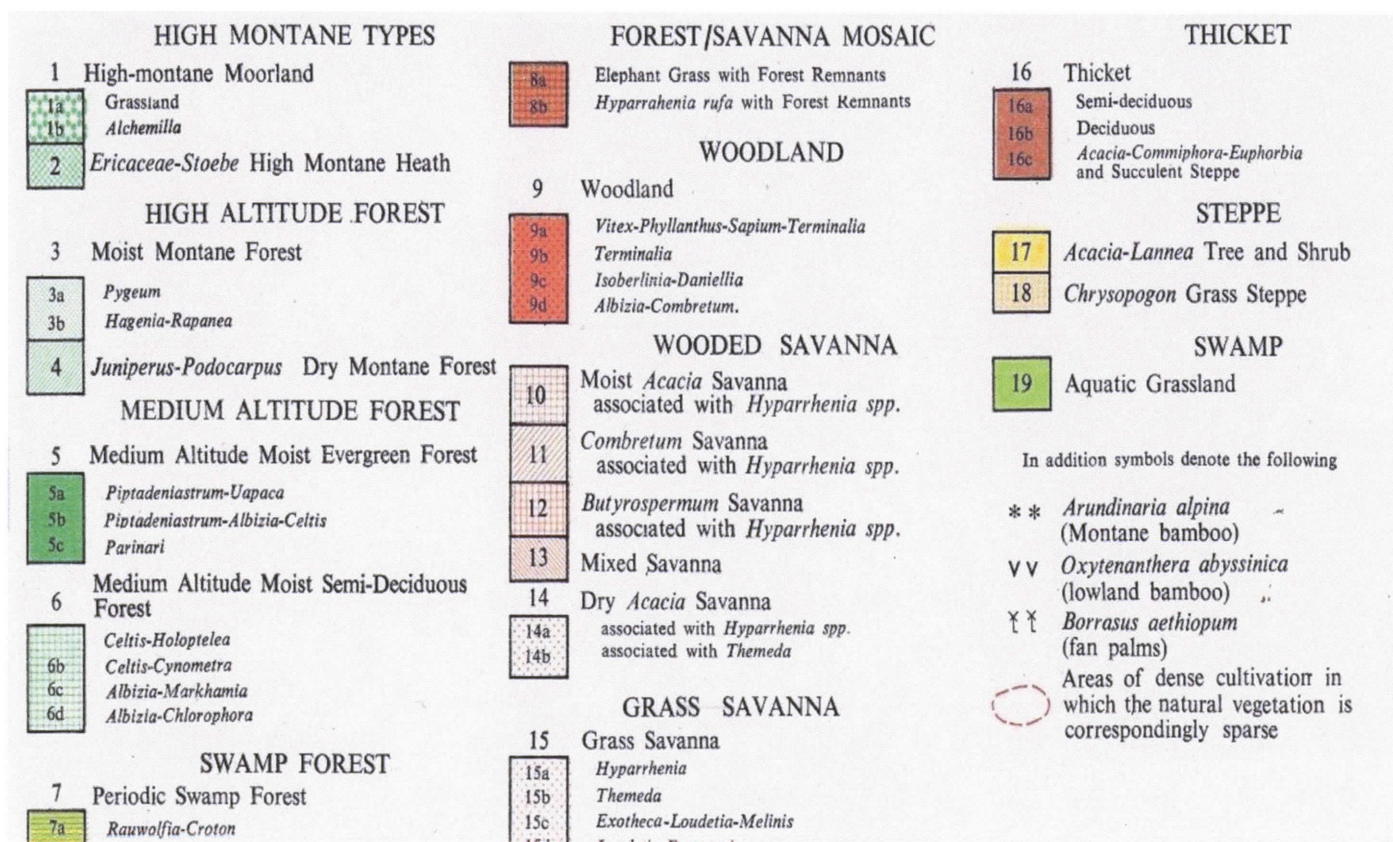 HIGH MONTANE TYPES
1 High-montane Moorland
1a Grassland
1b Alchemilla
2 Ericaceae-Stoebe High Montane Heath
HIGH ALTITUDE FOREST
3 Moist Montane Forest
3a Pygeum
3b Hagenia-Rapanea
4 Juniperus-Podocarpus Dry Montane Forest
MEDIUM ALTITUDE FOREST
5 Medium Altitude Moist Evergreen Forest
5a Piptadeniastrum-Uapaca
5b Piptadeniastrum-Albizia-Celtis
5c Parinari
Medium Altitude Moist Semi-Deciduous
6 Forest
Celtis-Holoptelea
6b Celtis-Cynometra
6c Albizia-Markhamia
6d Albizia-Chlorophora
SWAMP FOREST
7 Periodic Swamp Forest
7a Rauwolfia-Croton
FOREST/SAVANNA MOSAIC
8a Elephant Grass with Forest Remnants
8b Hyparrahenia rufa with Forest Remnants
WOODLAND
9 Woodland
9a Vitex-Phyllanthus-Sapium-Terminalia
9b Terminalia
9c Isoberlinia-Daniellia
9d Albizia-Combretum.
WOODED SAVANNA
10 Moist Acacia Savanna
associated with Hyparrhenia spp.
11 Combretum Savanna
associated with Hyparrhenia spp.
12 Butyrospermum Savanna
associated with Hyparrhenia spp.
13 Mixed Savanna
14 Dry Acacia Savanna
14a associated with Hyparrhenia spp.
14b associated with Themeda
GRASS SAVANNA
15 Grass Savanna
15a Hyparrhenia
15b Themeda
15c Exotheca-Loudetia-Melinis
THICKET
16 Thicket
16a Semi-deciduous
16b Deciduous
16c Acacia-Commiphora-Euphorbia
and Succulent Steppe
STEPPE
17 Acacia-Lannea Tree and Shrub
18 Chrysopogon Grass Steppe
SWAMP
19 Aquatic Grassland
In addition symbols denote the following
** Arundinaria alpina
(Montane bamboo)
v v Oxytenanthera abyssinica
(lowland bamboo)
Borrasus aethiopum
(fan palms)
Areas of dense cultivation in
which the natural vegetation is
correspondingly sparse